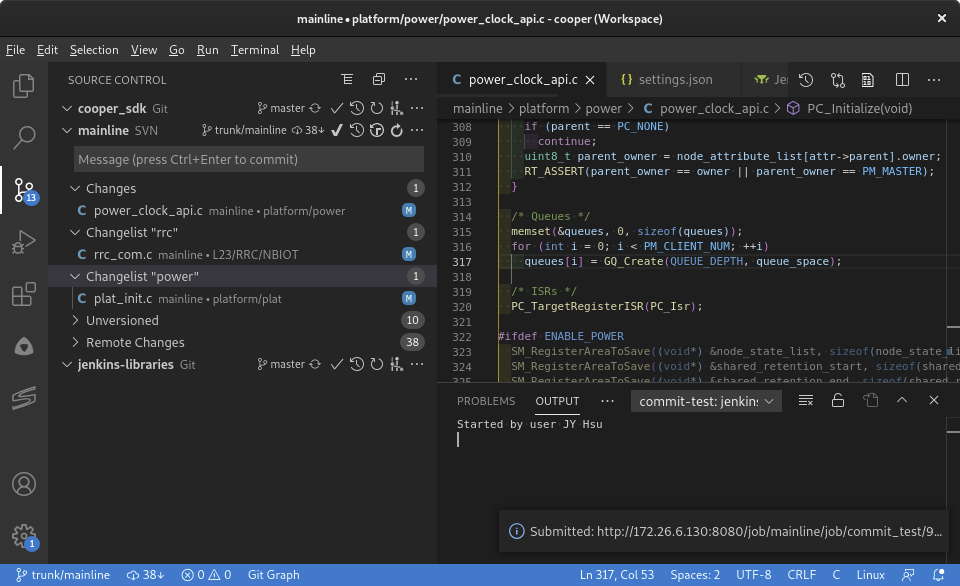 mainline • platform/power/power_clock_api.c - cooper (Workspace)
File Edit Selection View Go Run Terminal Help
SOURCE CONTROL
cooper_sdk Git master
mainline SVN trunk/mainline 38↓
Message (press Ctrl+Enter to commit)
Changes 1
C power_clock_api.c mainline • platform/power M
Changelist "rrc" 1
C rrc_com.c mainline • L23/RRC/NBIOT M
Changelist "power" 1
C plat_init.c mainline • platform/plat M
Unversioned 10
Remote Changes 38
jenkins-libraries Git master
13
1
C power_clock_api.c {} settings.json Jer
mainline > platform > power > C power_clock_api.c > PC_Initialize(void)
308 if (parent == PC_NONE)
309 continue;
310 uint8_t parent_owner = node_attribute_list[attr->parent].owner;
311 RT_ASSERT(parent_owner == owner || parent_owner == PM_MASTER);
312 }
313
314 /* Queues */
315 memset(&queues, 0, sizeof(queues));
316 for (int i = 0; i < PM_CLIENT_NUM; ++i)
317 queues[i] = GQ_Create(QUEUE_DEPTH, queue_space);
318
319 /* ISRs */
320 PC_TargetRegisterISR(PC_Isr);
321
322 #ifdef ENABLE_POWER
323 SM_RegisterAreaToSave((void*) &node_state_list, sizeof(node_state_li
324 SM_RegisterAreaToSave((void*) &shared_retention_start, sizeof(shared
325 SM_RegisterAreaToSave((void*) &shared_retention_end, sizeof(shared_r
PROBLEMS OUTPUT commit-test: jenkins
Started by user JY Hsu
Submitted: http://172.26.6.130:8080/job/mainline/job/commit_test/9...
trunk/mainline 38↓ 0 0 Git Graph Ln 317, Col 53 Spaces: 2 UTF-8 CRLF C Linux